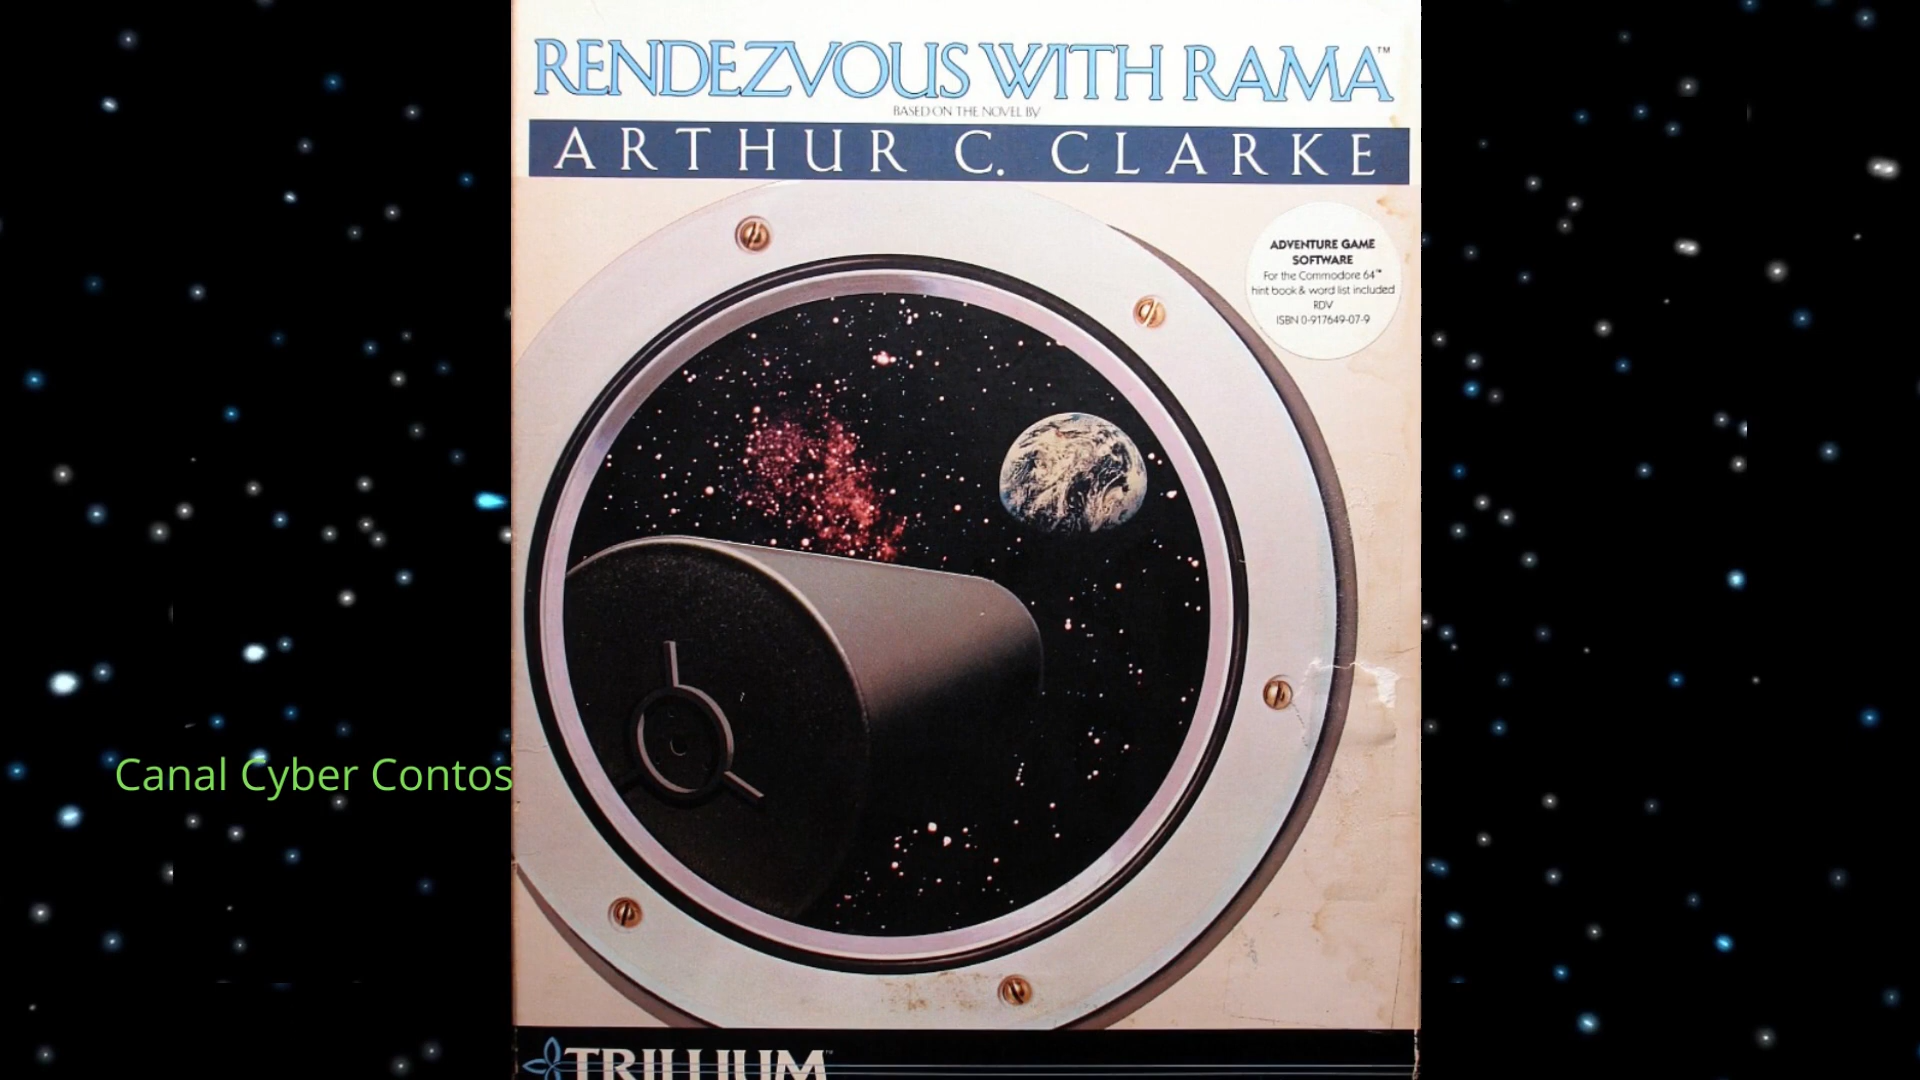 RENDEZVOUS WITH RAMA™
BASED ON THE NOVEL BY
ARTHUR C. CLARKE
ADVENTURE GAME
SOFTWARE
For the Commodore 64™
hint book & word list included
RDV
ISBN 0-917649-07-9
Canal Cyber Contos
TRILLIUM™